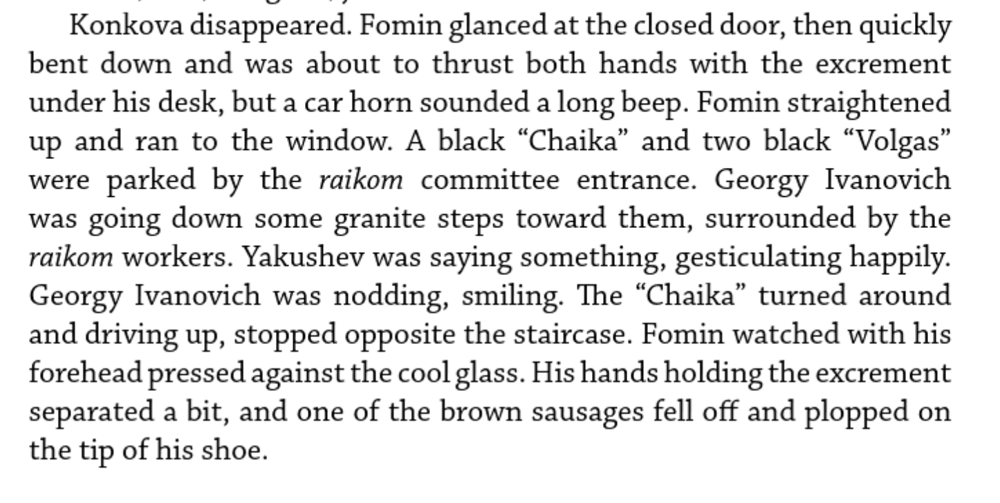 Konkova disappeared. Fomin glanced at the closed door, then quickly
bent down and was about to thrust both hands with the excrement
under his desk, but a car horn sounded a long beep. Fomin straightened
up and ran to the window. A black “Chaika” and two black “Volgas”
were parked by the raikom committee entrance. Georgy Ivanovich
was going down some granite steps toward them, surrounded by the
raikom workers. Yakushev was saying something, gesticulating happily.
Georgy Ivanovich was nodding, smiling. The “Chaika” turned around
and driving up, stopped opposite the staircase. Fomin watched with his
forehead pressed against the cool glass. His hands holding the excrement
separated a bit, and one of the brown sausages fell off and plopped on
the tip of his shoe.